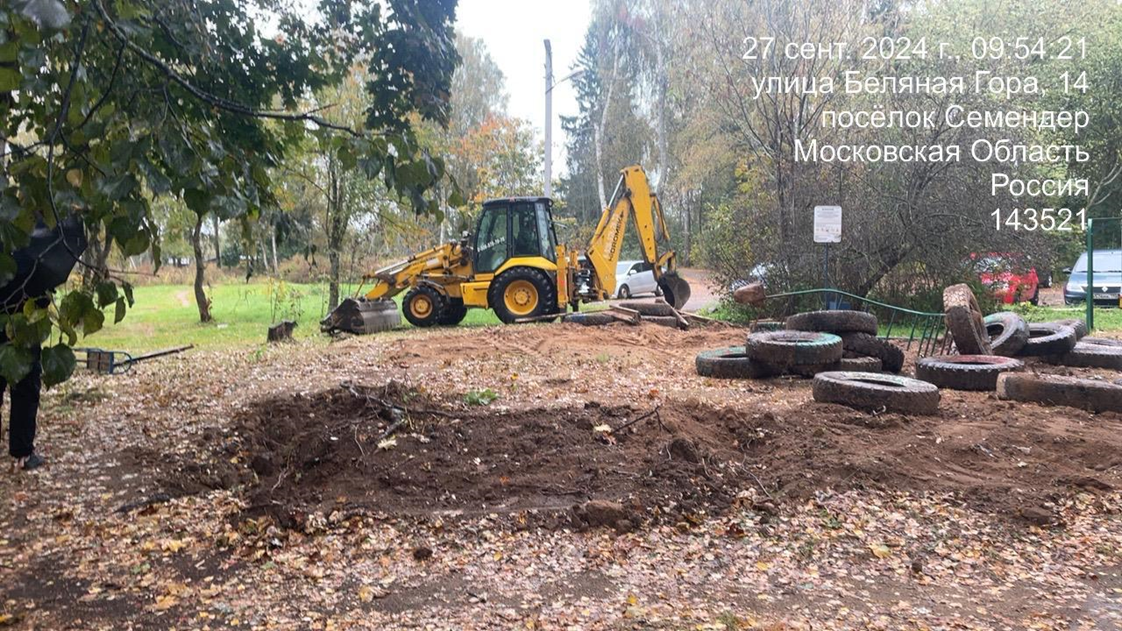 27 сент. 2024 г., 09:54:21
улица Беляная Гора, 14
посёлок Семендер
Московская Область
Россия
143521